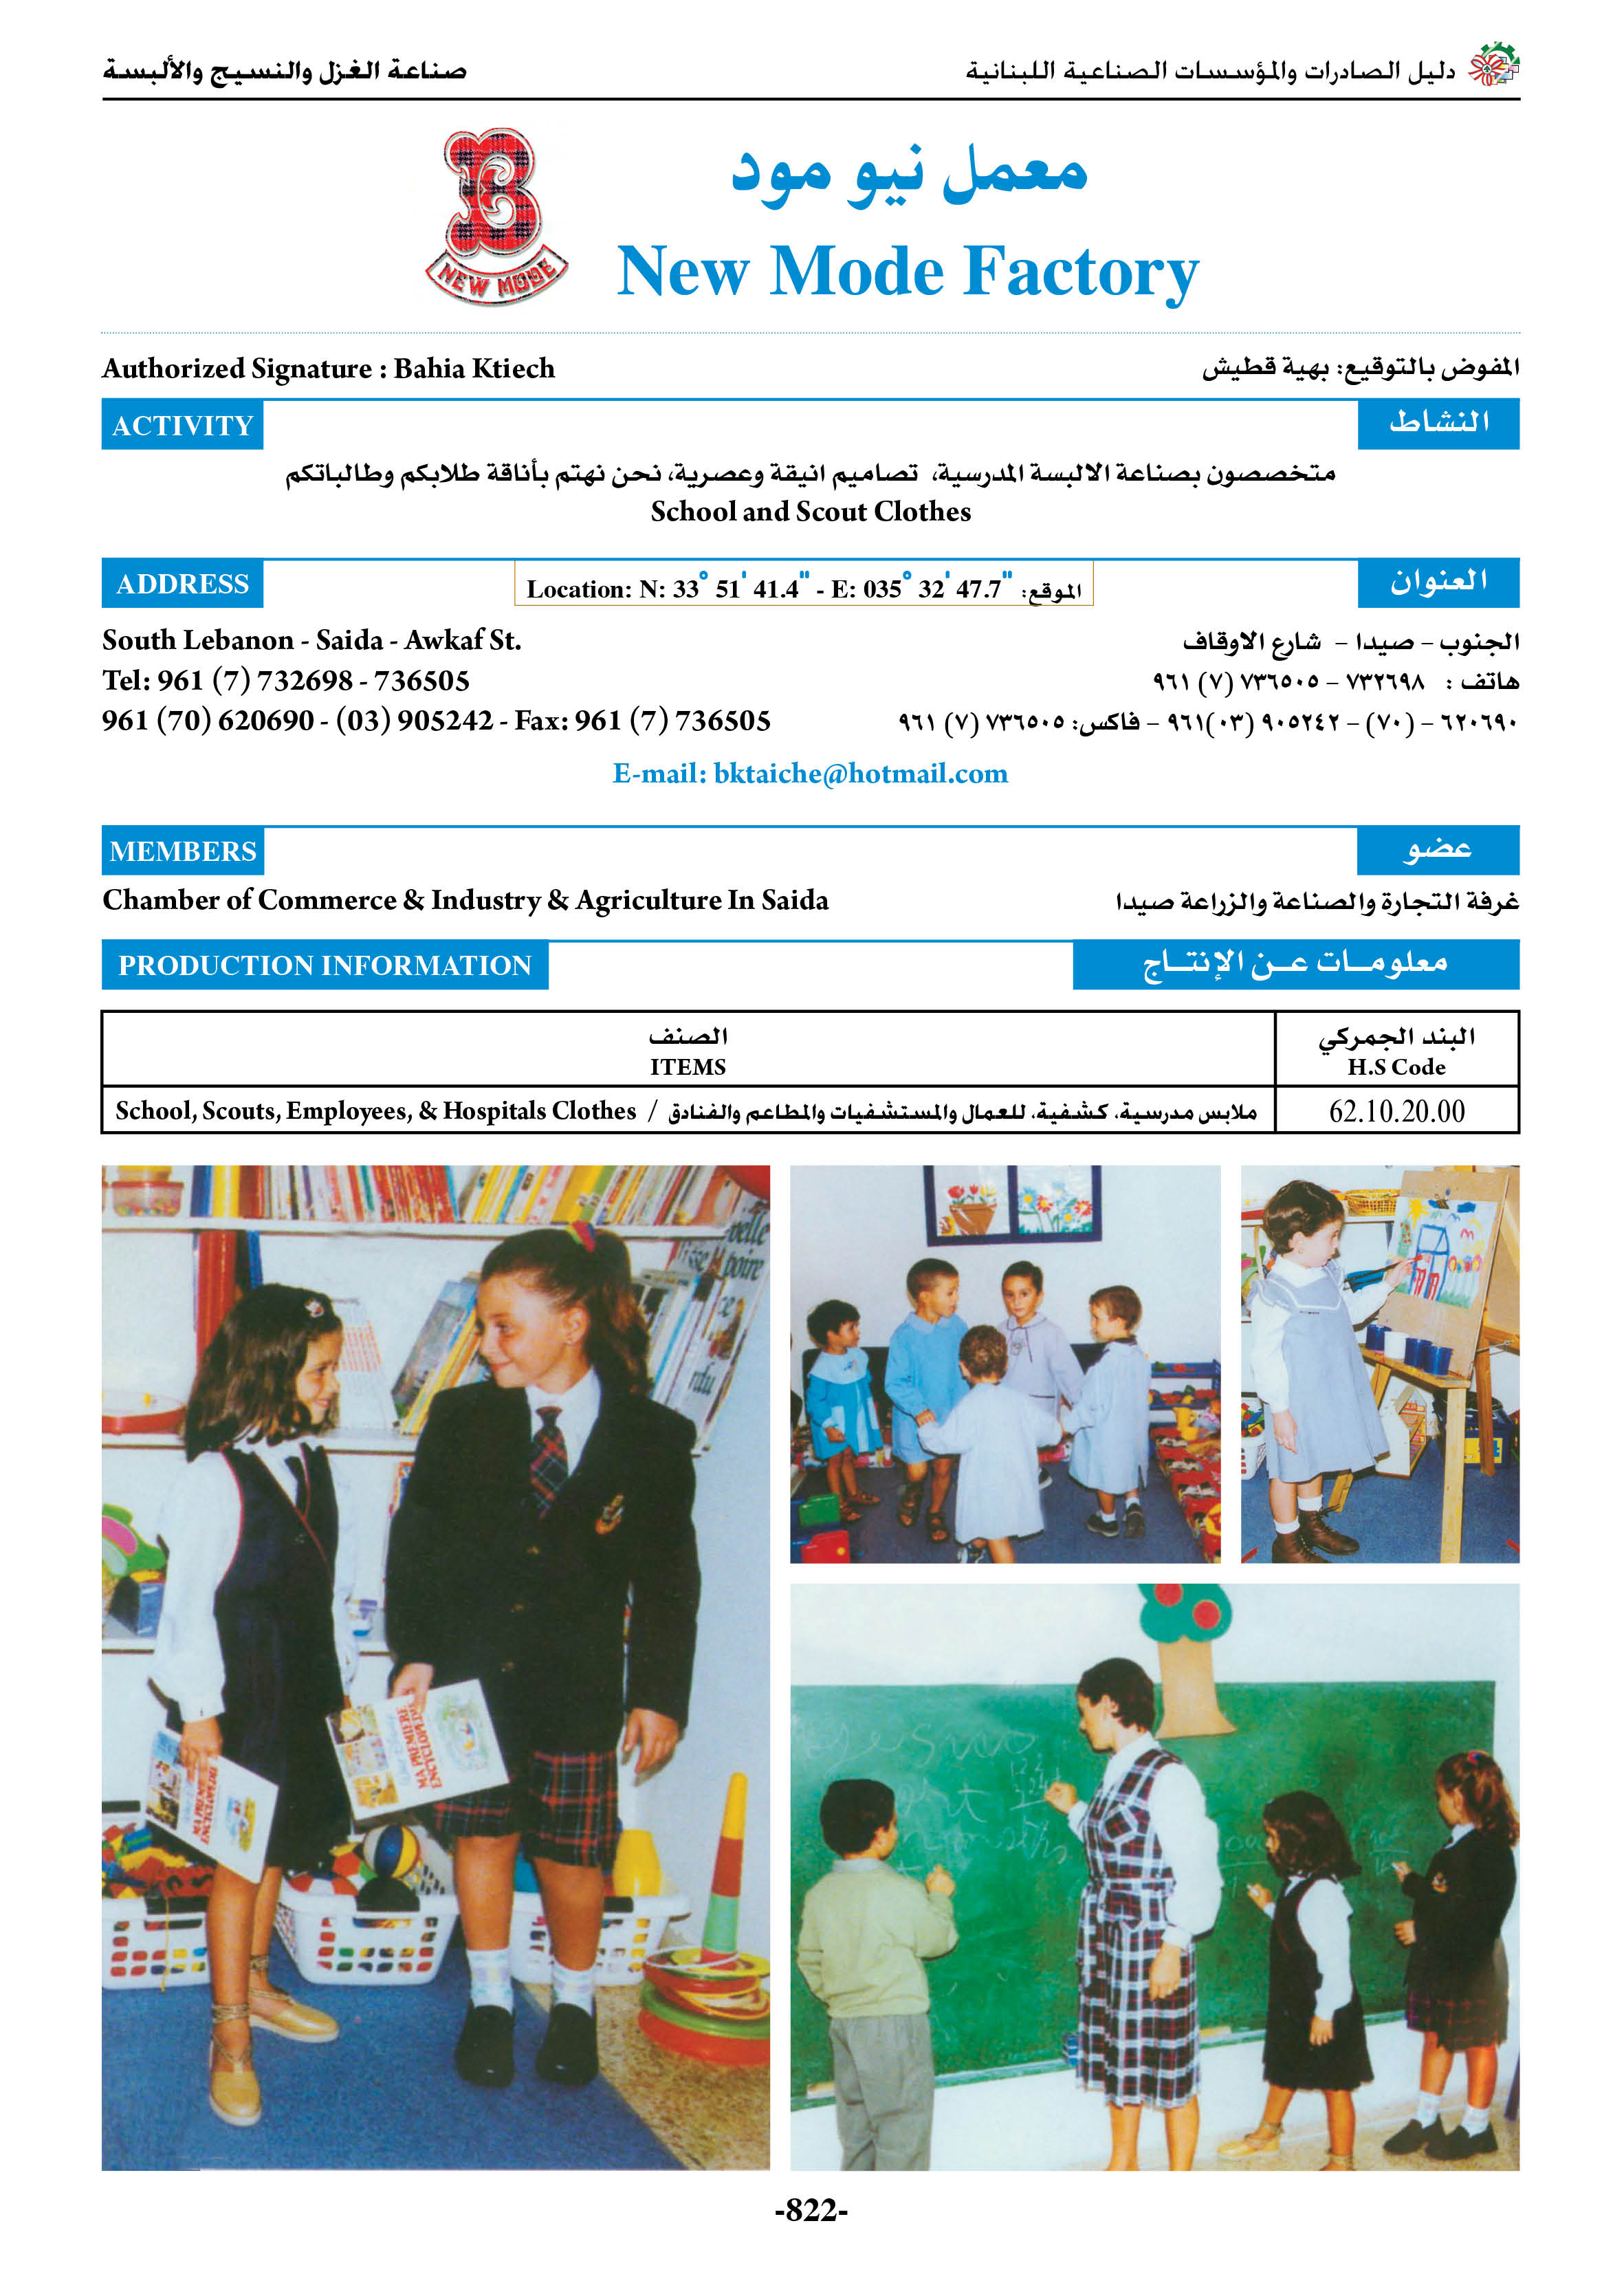 دليل الصادرات والمؤسسات الصناعية اللبنانية
صناعة الغزل والنسيج والألبسة
NEW MODE
معمل نيو مود
New Mode Factory
Authorized Signature : Bahia Ktiech
المفوض بالتوقيع: بهية قطيش
ACTIVITY
النشاط
متخصصون بصناعة الالبسة المدرسية، تصاميم انيقة وعصرية، نحن نهتم بأناقة طلابكم وطالباتكم
School and Scout Clothes
ADDRESS
Location: N: 33° 51' 41.4" - E: 035° 32' 47.7" :الموقع
العنوان
South Lebanon - Saida - Awkaf St.
الجنوب – صيدا – شارع الاوقاف
Tel: 961 (7) 732698 - 736505
هاتف : ٧٣٢٦٩٨ – ٧٣٦٥٠٥ (٧) ٩٦١
961 (70) 620690 - (03) 905242 - Fax: 961 (7) 736505
٦٢٠٦٩٠ – (٧٠) – ٩٠٥٢٤٢ (٠٣)٩٦١ – فاكس: ٧٣٦٥٠٥ (٧) ٩٦١
E-mail: bktaiche@hotmail.com
MEMBERS
عضو
Chamber of Commerce & Industry & Agriculture In Saida
غرفة التجارة والصناعة والزراعة صيدا
PRODUCTION INFORMATION
معلومــات عــن الإنتــاج
الصنف
ITEMS
البند الجمركي
H.S Code
School, Scouts, Employees, & Hospitals Clothes / ملابس مدرسية، كشفية، للعمال والمستشفيات والمطاعم والفنادق
62.10.20.00
MA PREMIERE
ENCYCLOPEDIE
-822-